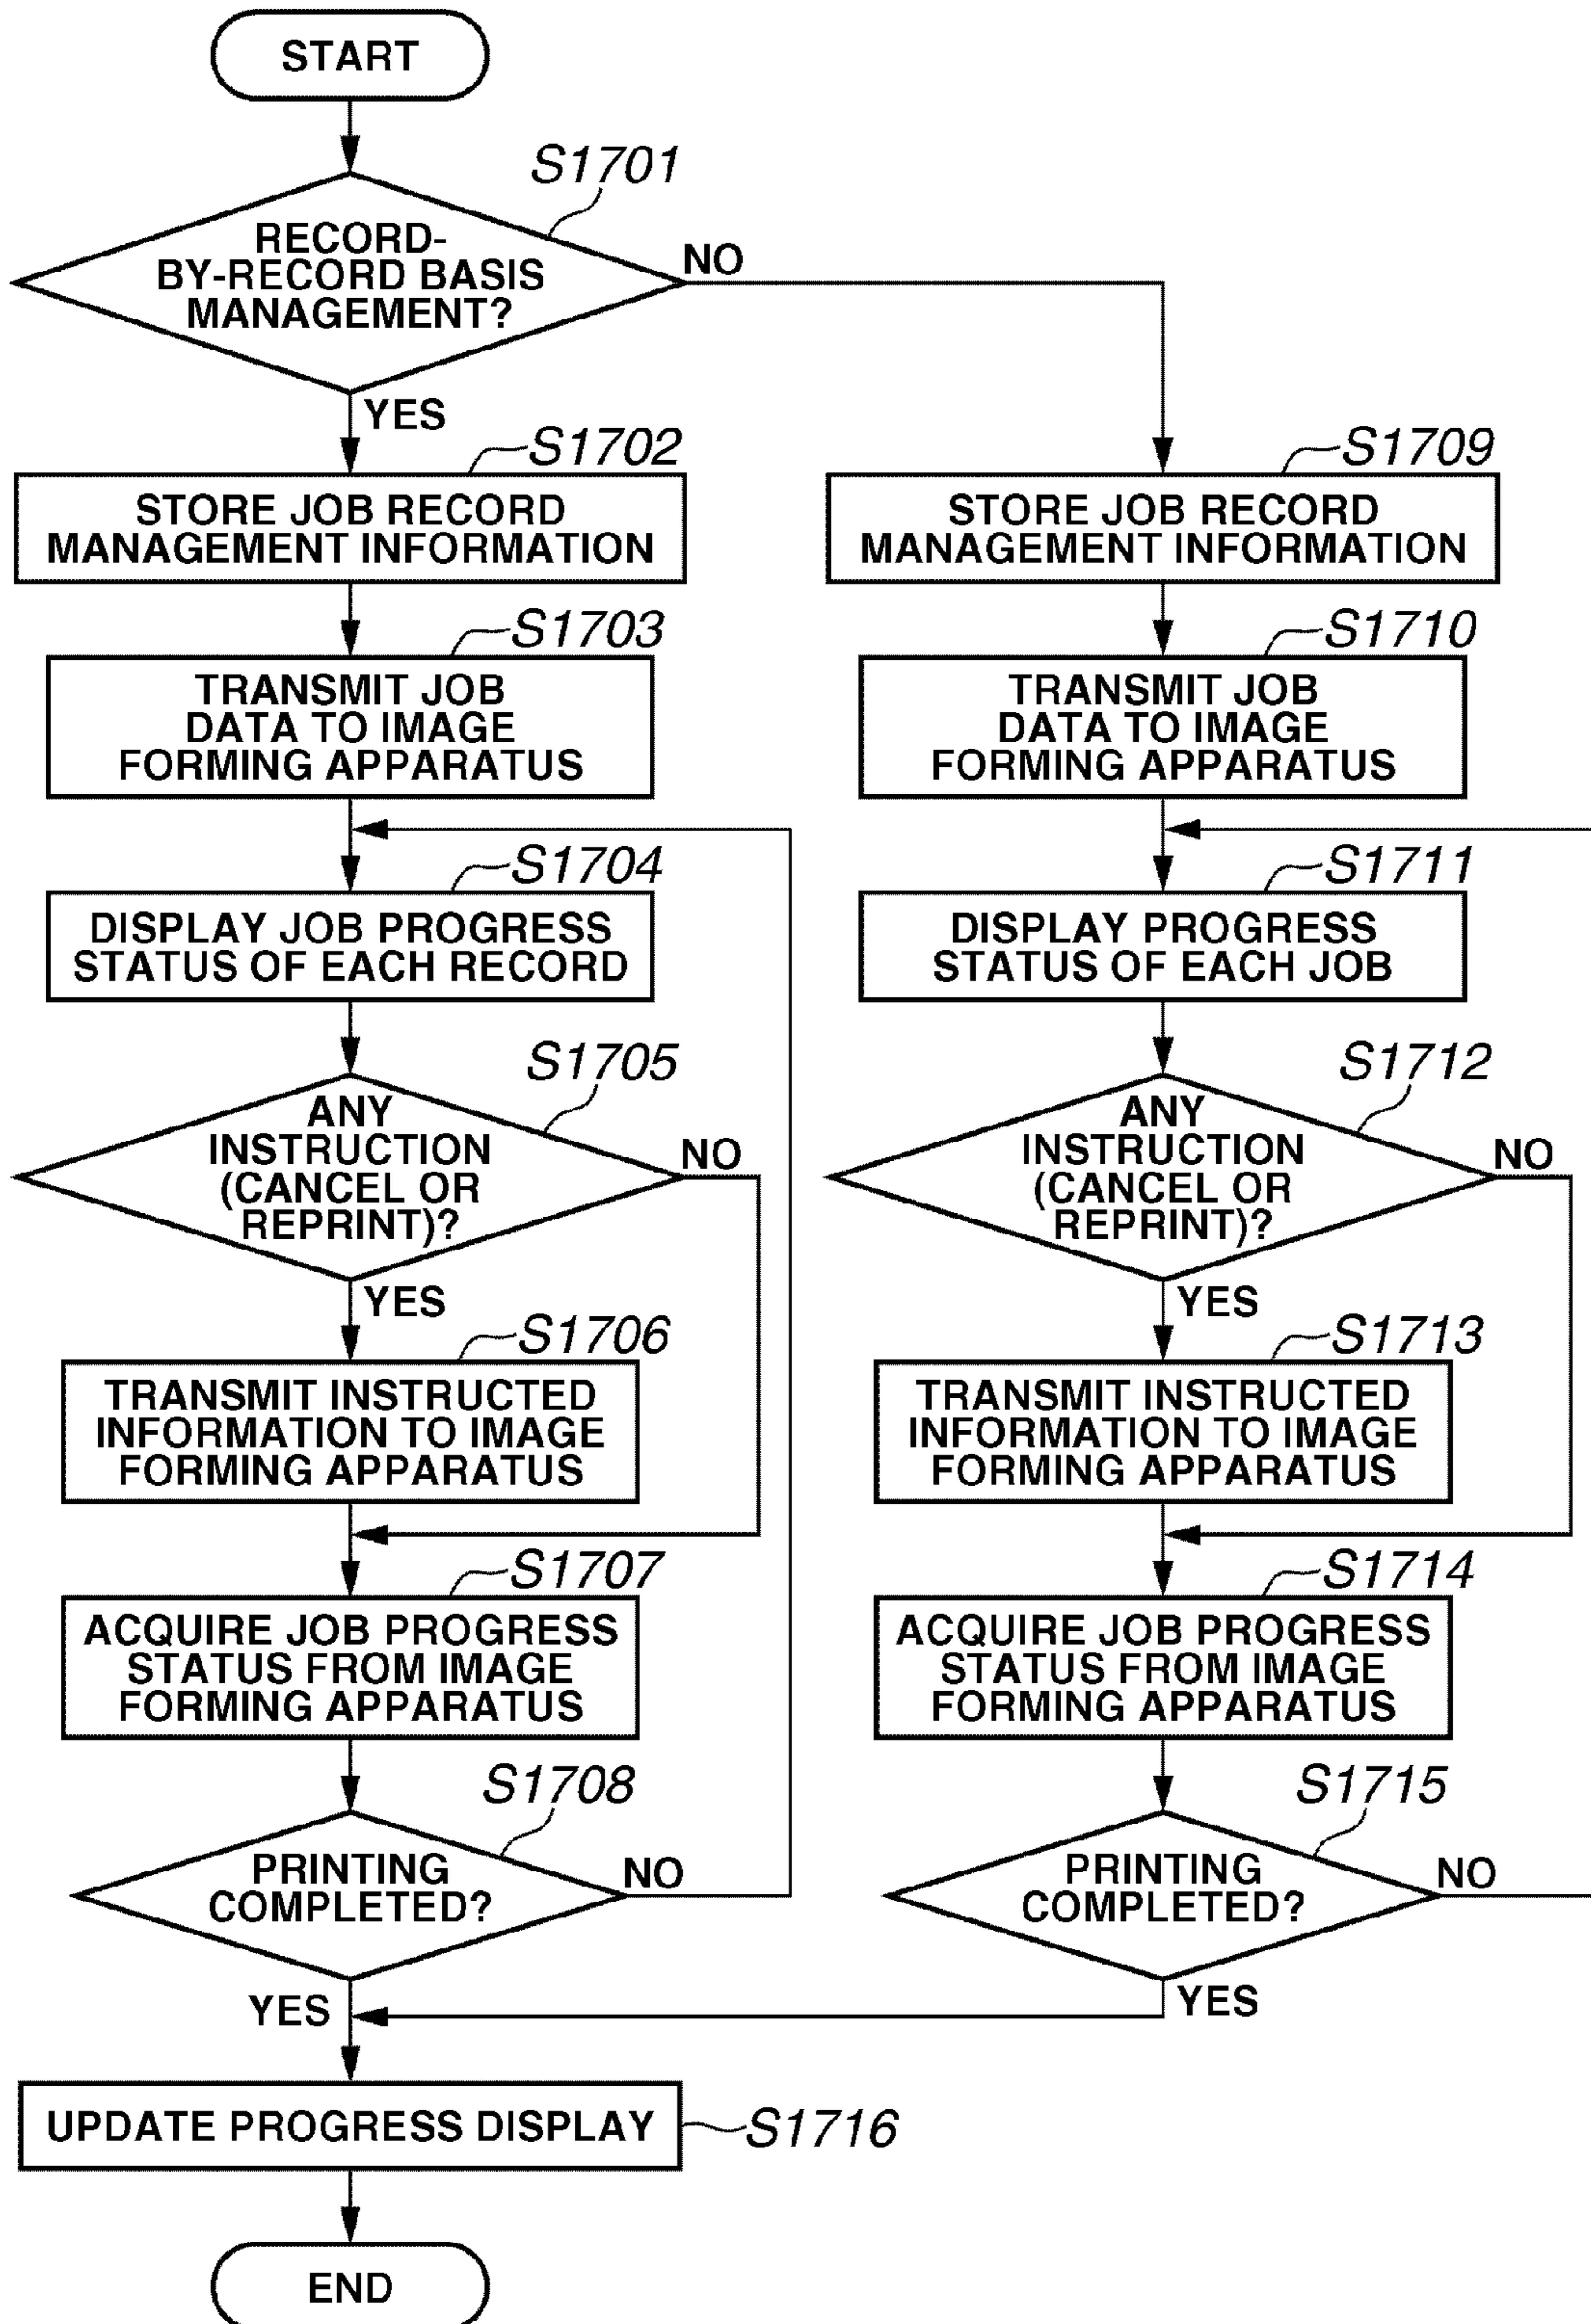 START
S1701
RECORD-
BY-RECORD BASIS
MANAGEMENT?
NO
YES
S1702
STORE JOB RECORD
MANAGEMENT INFORMATION
S1703
TRANSMIT JOB
DATA TO IMAGE
FORMING APPARATUS
S1704
DISPLAY JOB PROGRESS
STATUS OF EACH RECORD
S1705
ANY
INSTRUCTION
(CANCEL OR
REPRINT)?
NO
YES
S1706
TRANSMIT INSTRUCTED
INFORMATION TO IMAGE
FORMING APPARATUS
S1707
ACQUIRE JOB PROGRESS
STATUS FROM IMAGE
FORMING APPARATUS
S1708
PRINTING
COMPLETED?
NO
YES
S1709
STORE JOB RECORD
MANAGEMENT INFORMATION
S1710
TRANSMIT JOB
DATA TO IMAGE
FORMING APPARATUS
S1711
DISPLAY PROGRESS
STATUS OF EACH JOB
S1712
ANY
INSTRUCTION
(CANCEL OR
REPRINT)?
NO
YES
S1713
TRANSMIT INSTRUCTED
INFORMATION TO IMAGE
FORMING APPARATUS
S1714
ACQUIRE JOB PROGRESS
STATUS FROM IMAGE
FORMING APPARATUS
S1715
PRINTING
COMPLETED?
NO
YES
UPDATE PROGRESS DISPLAY
S1716
END